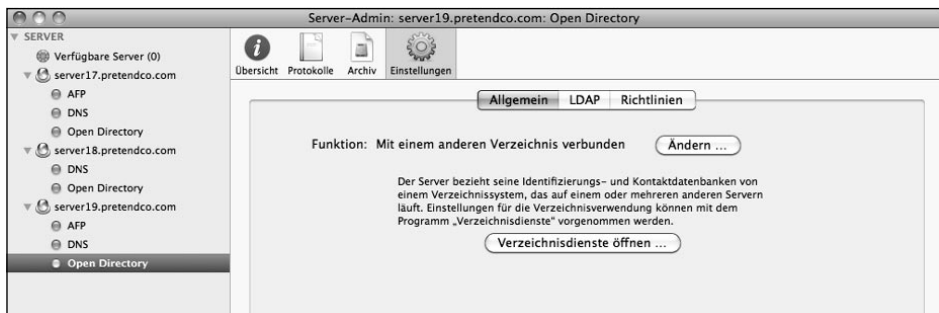 Server-Admin: server19.pretendco.com: Open Directory
SERVER
Verfügbare Server (0)
server17.pretendco.com
AFP
DNS
Open Directory
server18.pretendco.com
DNS
Open Directory
server19.pretendco.com
AFP
DNS
Open Directory
Übersicht Protokolle Archiv Einstellungen
Allgemein LDAP Richtlinien
Funktion: Mit einem anderen Verzeichnis verbunden Ändern ...
Der Server bezieht seine Identifizierungs- und Kontaktdatenbanken von
einem Verzeichnissystem, das auf einem oder mehreren anderen Servern
läuft. Einstellungen für die Verzeichnisverwendung können mit dem
Programm „Verzeichnisdienste“ vorgenommen werden.
Verzeichnisdienste öffnen ...